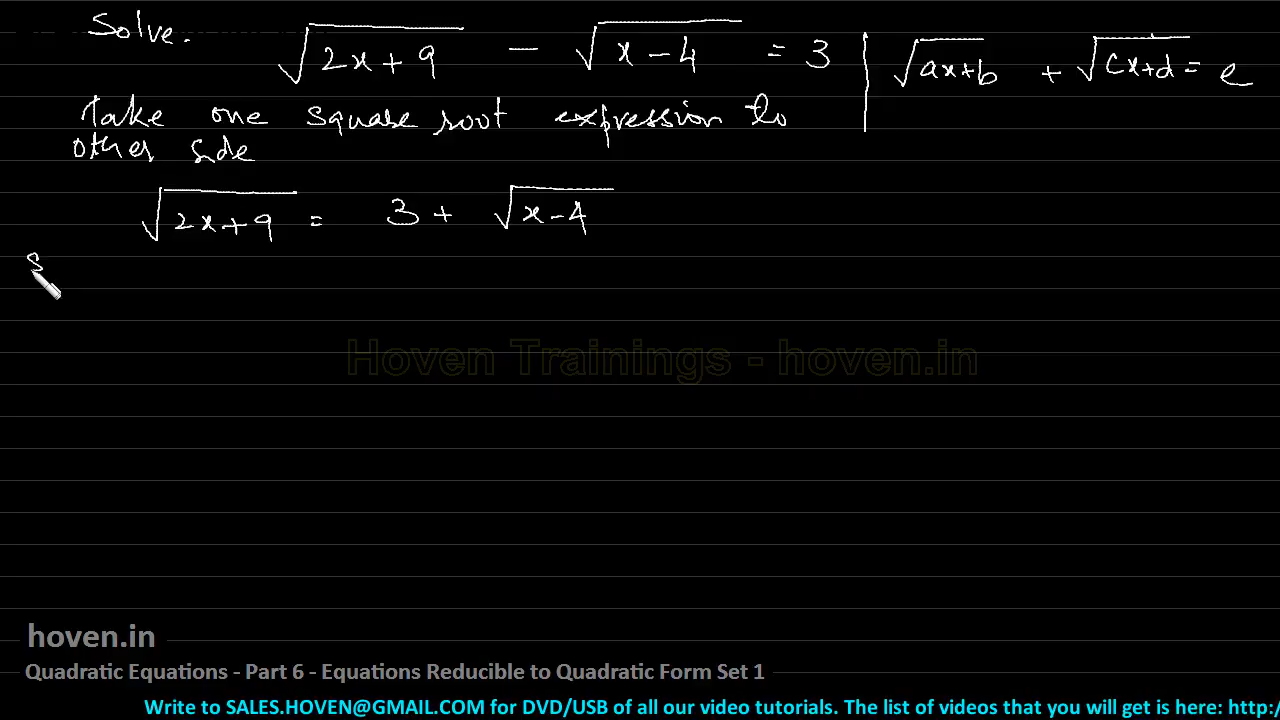 Solve. √(2x+9) − √(x−4) = 3 | √(ax+b) + √(cx+d) = e
Take one square root expression to
other side
√(2x+9) = 3 + √(x−4)
S
Hoven Trainings - hoven.in
hoven.in
Quadratic Equations - Part 6 - Equations Reducible to Quadratic Form Set 1
Write to SALES.HOVEN@GMAIL.COM for DVD/USB of all our video tutorials. The list of videos that you will get is here: http:/